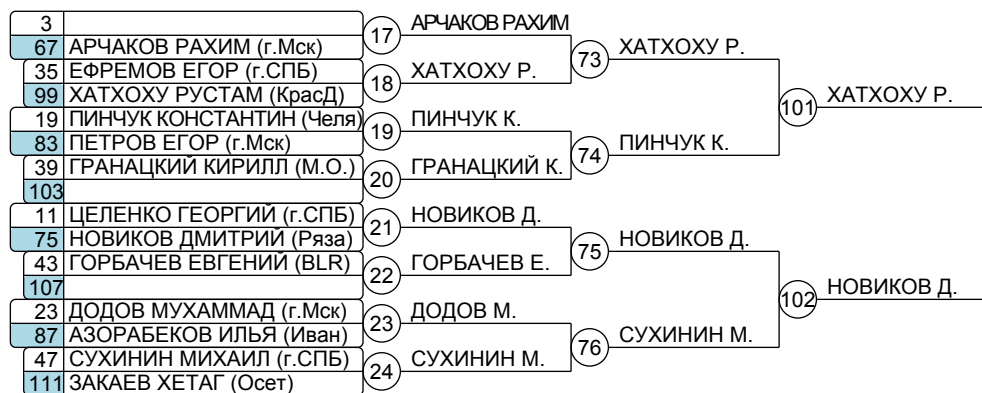 3
67 АРЧАКОВ РАХИМ (г.Мск)
35 ЕФРЕМОВ ЕГОР (г.СПБ)
99 ХАТХОХУ РУСТАМ (КрасД)
19 ПИНЧУК КОНСТАНТИН (Челя)
83 ПЕТРОВ ЕГОР (г.Мск)
39 ГРАНАЦКИЙ КИРИЛЛ (М.О.)
103
11 ЦЕЛЕНКО ГЕОРГИЙ (г.СПБ)
75 НОВИКОВ ДМИТРИЙ (Ряза)
43 ГОРБАЧЕВ ЕВГЕНИЙ (BLR)
107
23 ДОДОВ МУХАММАД (г.Мск)
87 АЗОРАБЕКОВ ИЛЬЯ (Иван)
47 СУХИНИН МИХАИЛ (г.СПБ)
111 ЗАКАЕВ ХЕТАГ (Осет)
17 АРЧАКОВ РАХИМ
18 ХАТХОХУ Р.
19 ПИНЧУК К.
20 ГРАНАЦКИЙ К.
21 НОВИКОВ Д.
22 ГОРБАЧЕВ Е.
23 ДОДОВ М.
24 СУХИНИН М.
73 ХАТХОХУ Р.
74 ПИНЧУК К.
75 НОВИКОВ Д.
76 СУХИНИН М.
101 ХАТХОХУ Р.
102 НОВИКОВ Д.